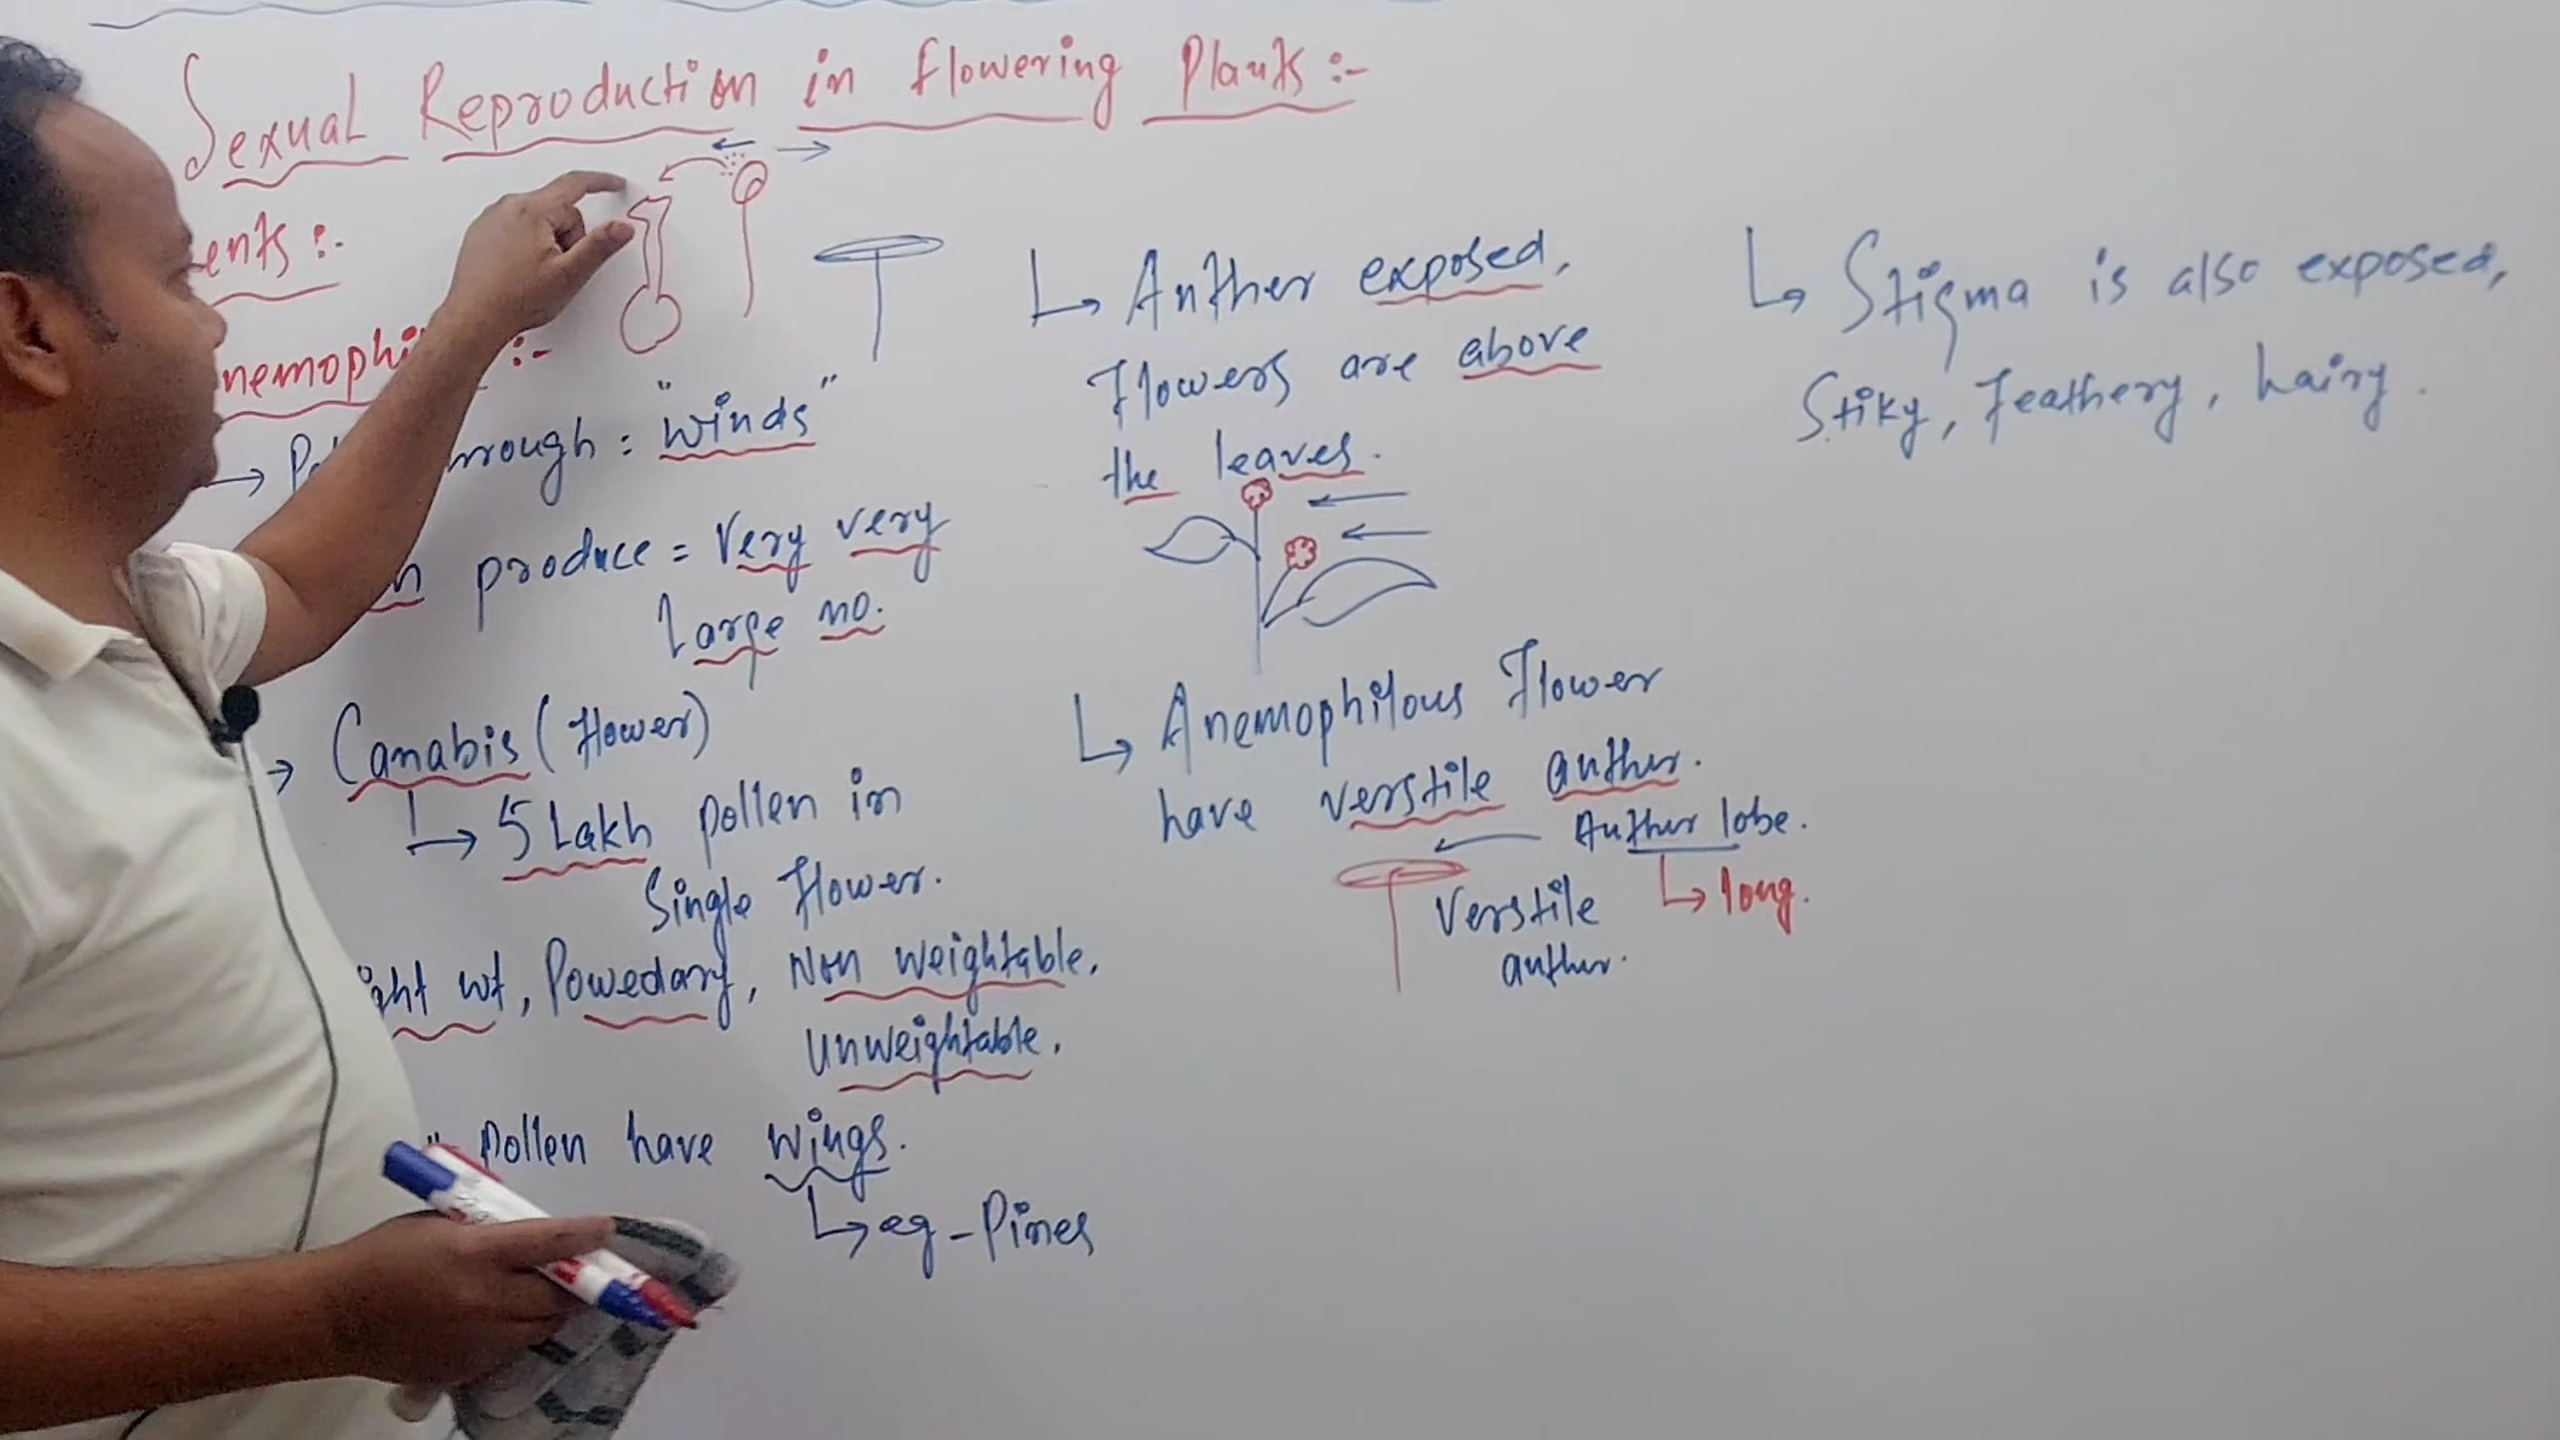 Sexual Reproduction in flowering Plants :-
ents :-
nemophi :-
→ through : "winds"
produce = Very very
Large no.
→ Canabis (flower)
↳ 5 Lakh pollen in
Single flower.
ight wt, Powedary, Non weightable,
Unweightable,
" pollen have wings.
↳ eg - Pines
↳ Anther exposed,
Flowers are above
the leaves.
↳ Anemophilous Flower
have verstile anther.
Anther lobe.
↳ long.
Verstile
anther.
↳ Stigma is also exposed,
Stiky, Feathery, hairy.